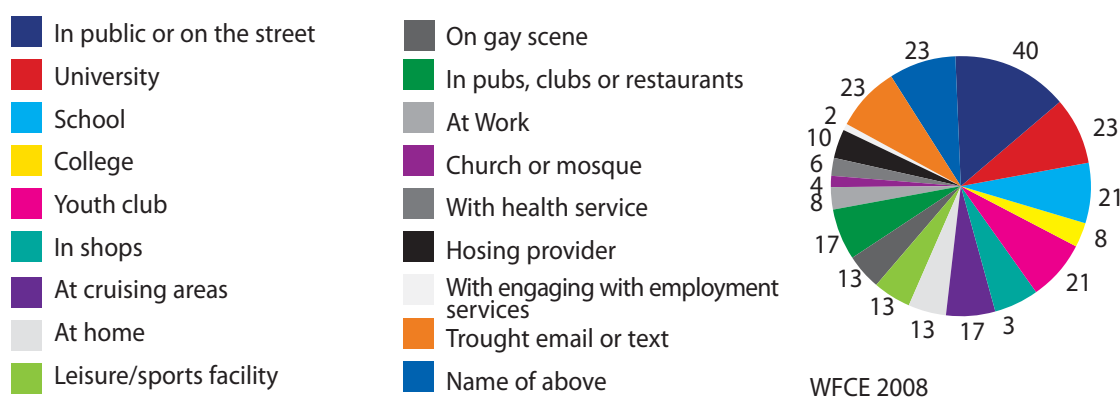 In public or on the street
University
School
College
Youth club
In shops
At cruising areas
At home
Leisure/sports facility
On gay scene
In pubs, clubs or restaurants
At Work
Church or mosque
With health service
Hosing provider
With engaging with employment
services
Trought email or text
Name of above
40
23
21
8
21
3
17
13
13
13
17
8
4
6
10
2
23
23
WFCE 2008